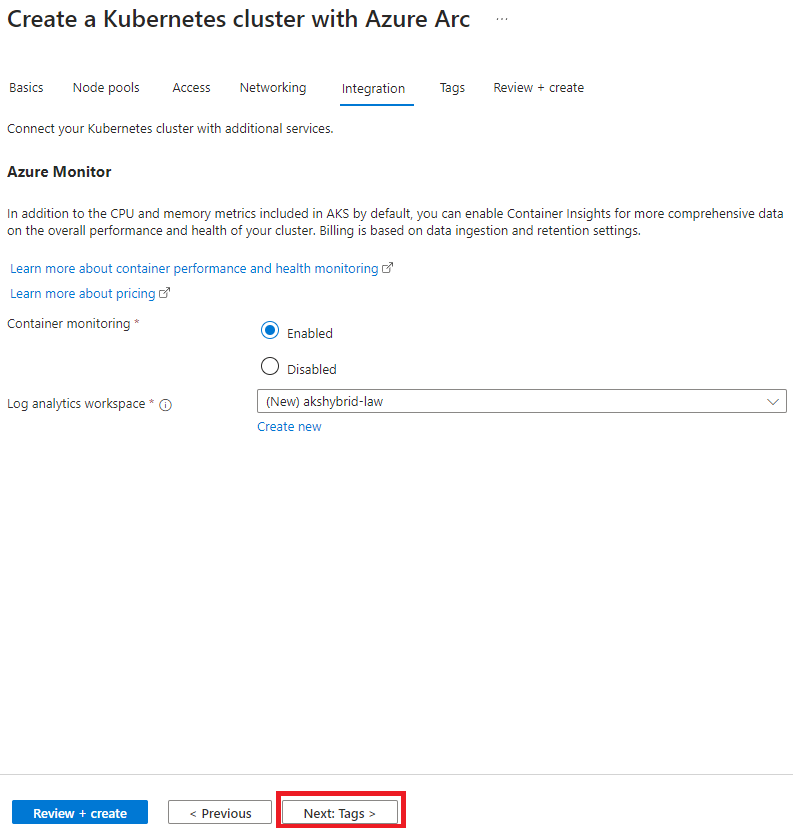 Create a Kubernetes cluster with Azure Arc ...
Basics Node pools Access Networking Integration Tags Review + create
Connect your Kubernetes cluster with additional services.
Azure Monitor
In addition to the CPU and memory metrics included in AKS by default, you can enable Container Insights for more comprehensive data
on the overall performance and health of your cluster. Billing is based on data ingestion and retention settings.
Learn more about container performance and health monitoring
Learn more about pricing
Container monitoring *
Enabled
Disabled
Log analytics workspace *
(New) akshybrid-law
Create new
Review + create < Previous Next: Tags >